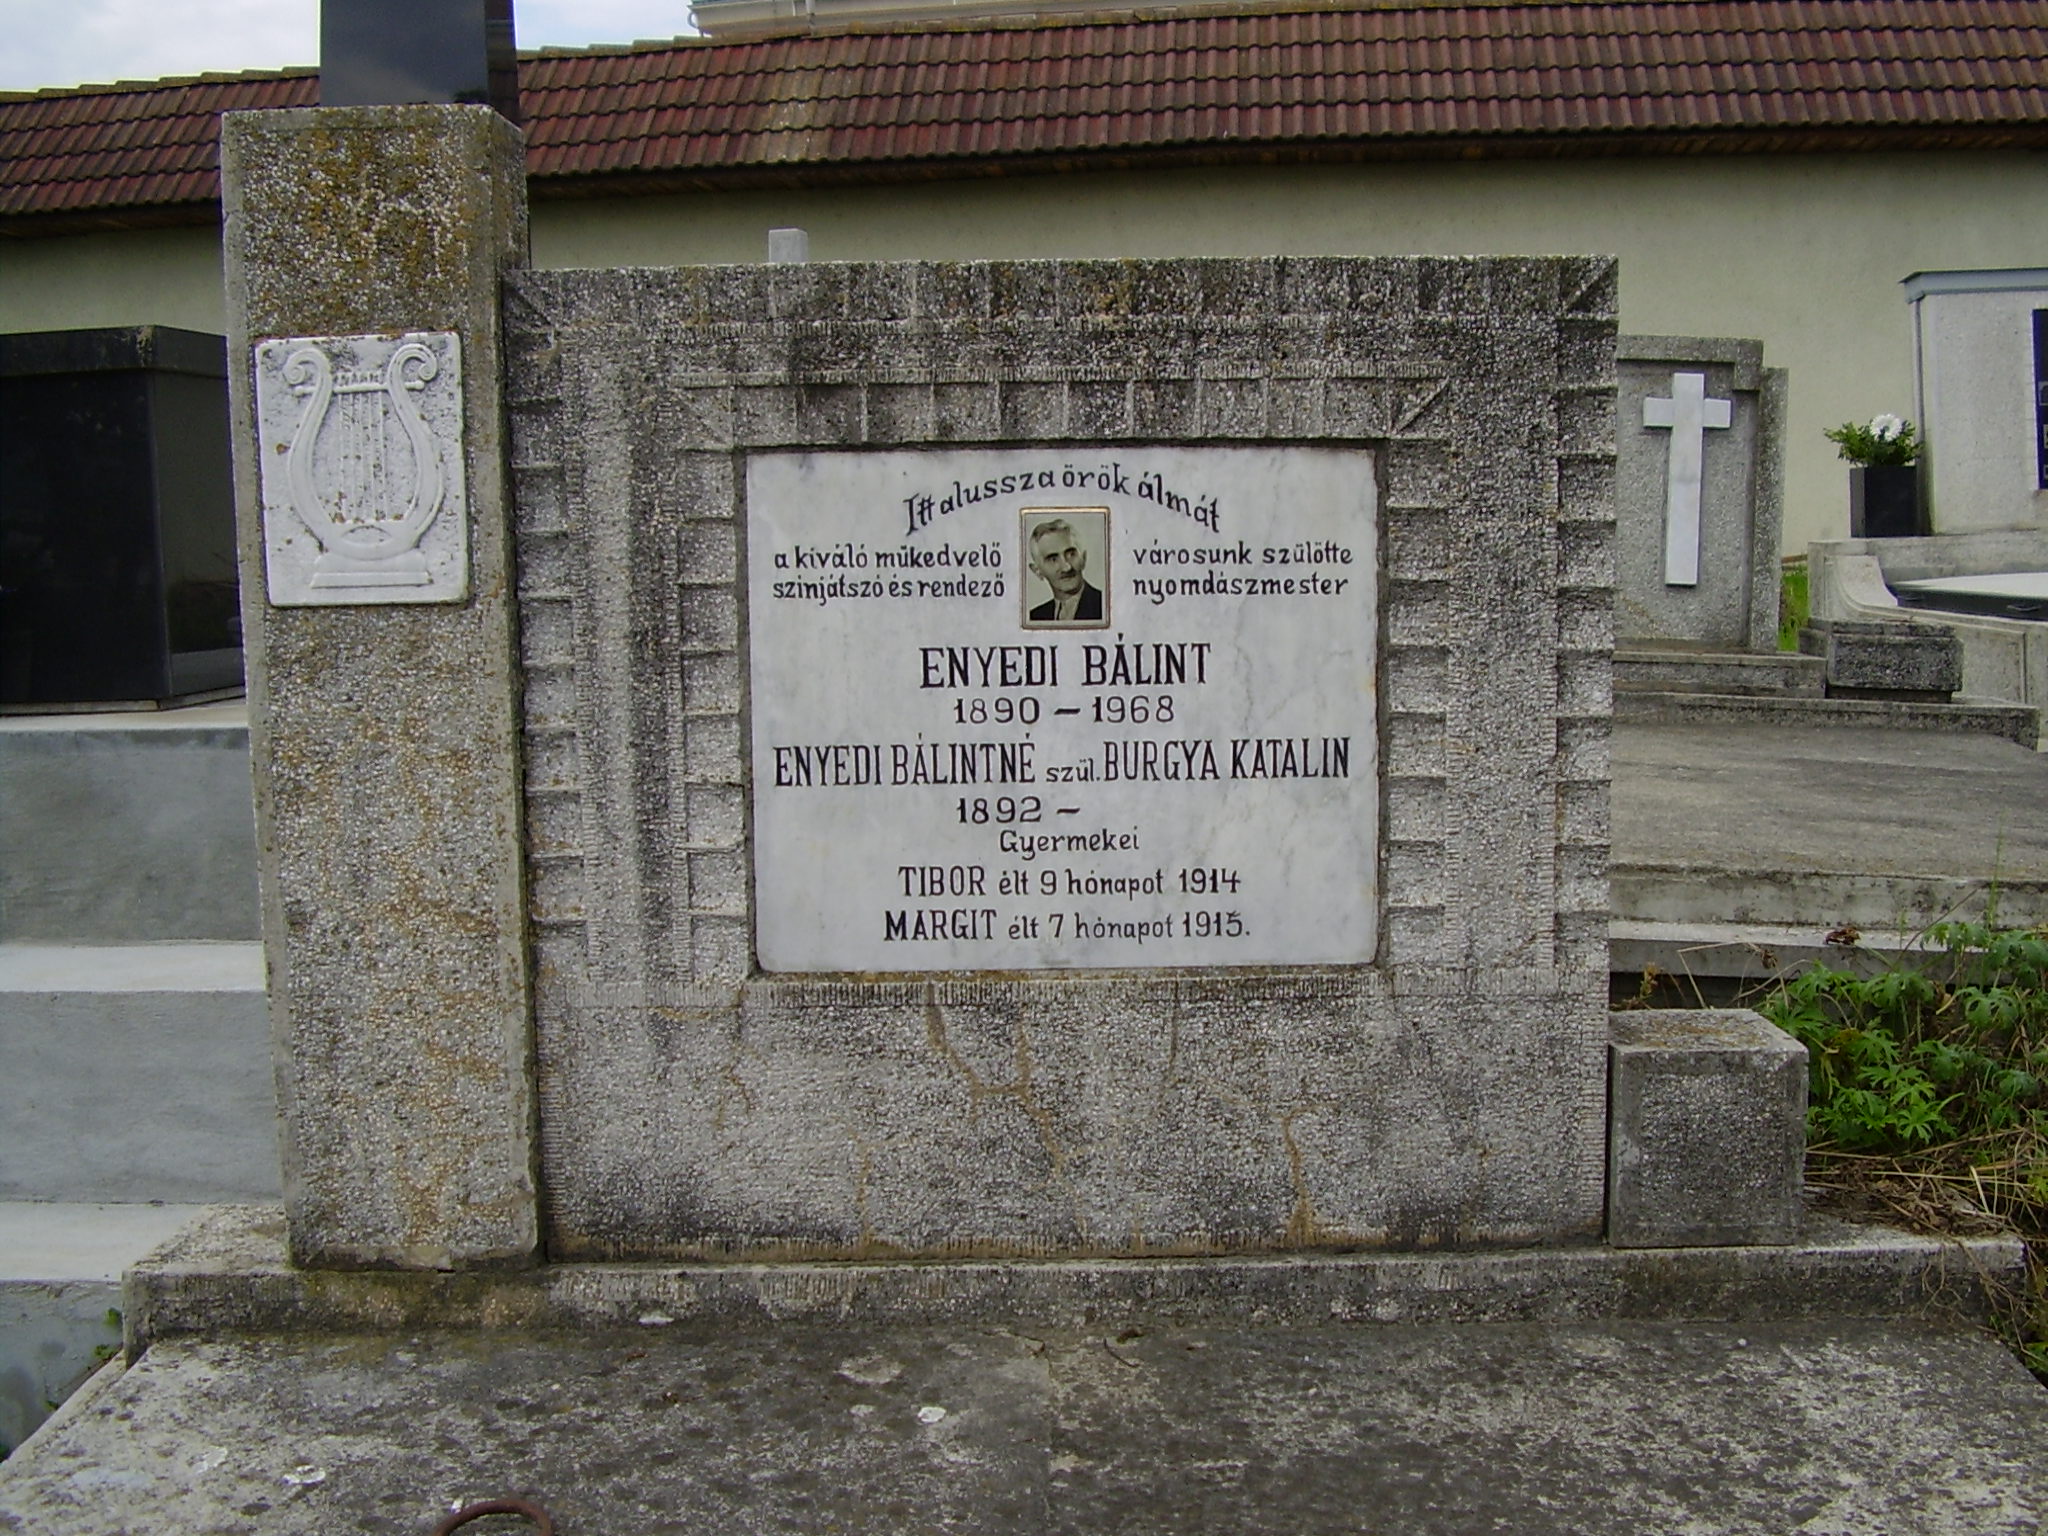 Itt alussza örök álmát
a kiváló műkedvelő városunk szülötte
szinjátszó és rendező nyomdászmester
ENYEDI BÁLINT
1890 – 1968
ENYEDI BÁLINTNÉ szül. BURGYA KATALIN
1892 –
Gyermekei
TIBOR élt 9 hónapot 1914
MARGIT élt 7 hónapot 1915.